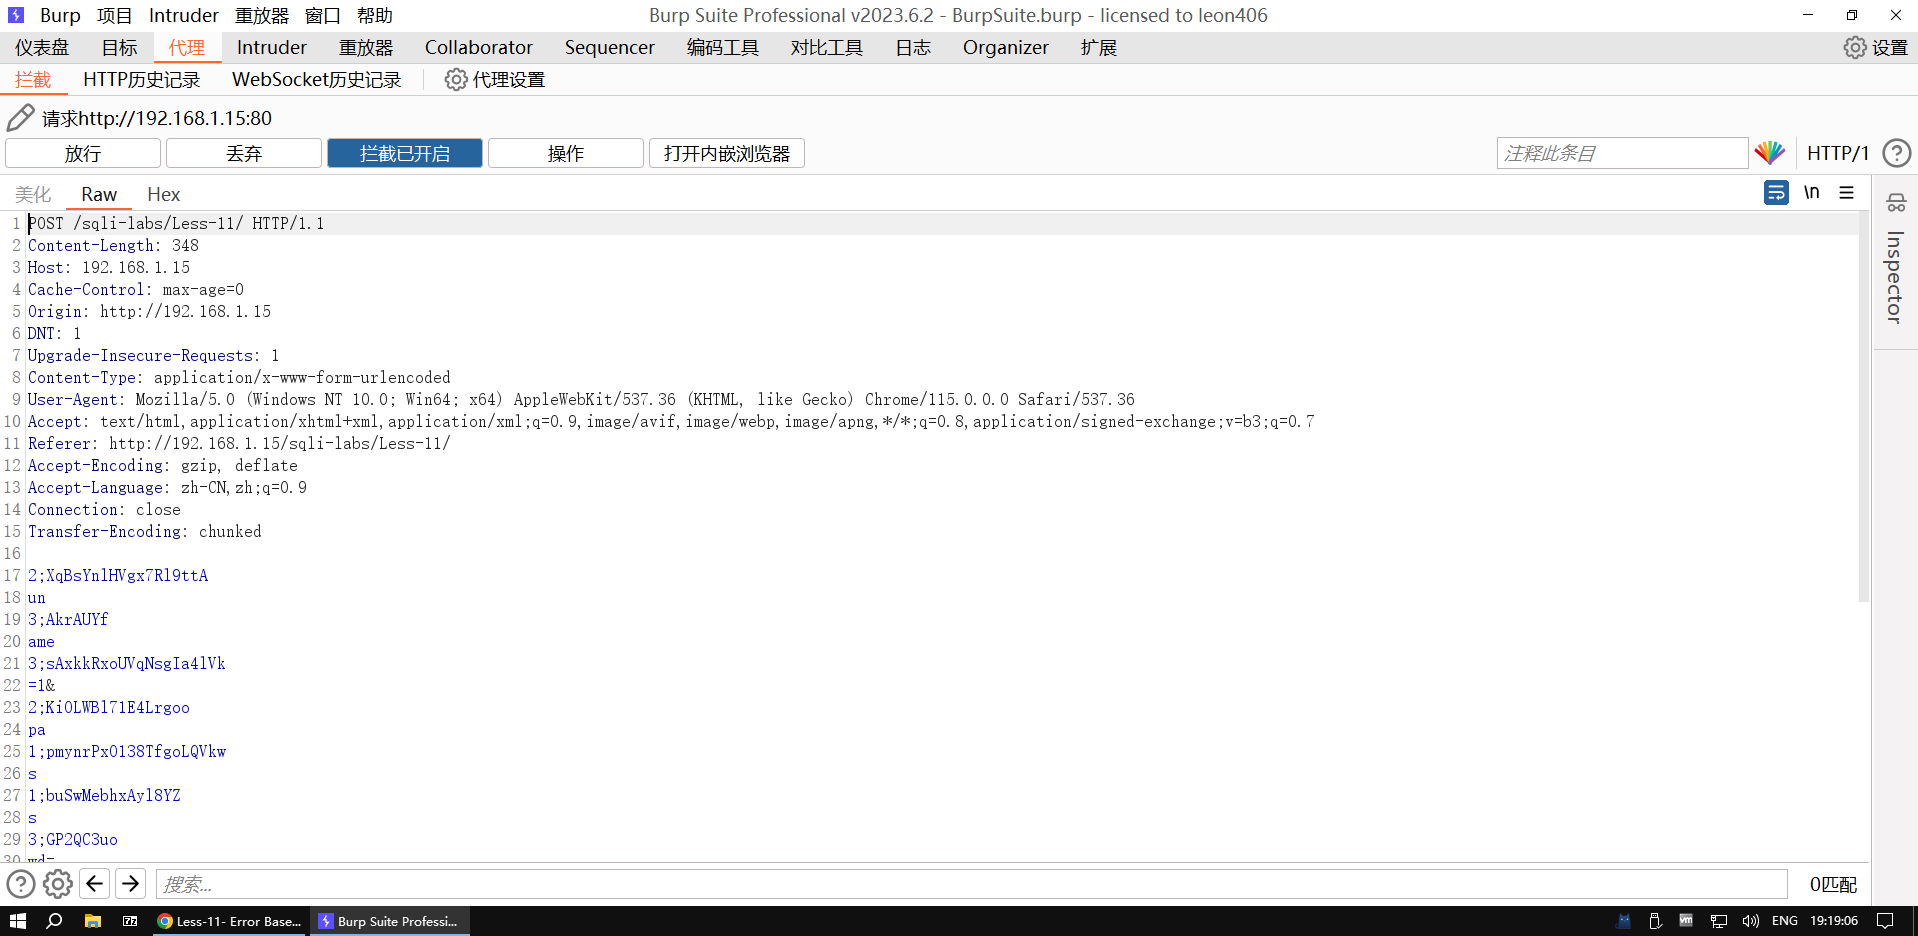 Burp 项目 Intruder 重放器 窗口 帮助 Burp Suite Professional v2023.6.2 - BurpSuite.burp - licensed to leon406
仪表盘 目标 代理 Intruder 重放器 Collaborator Sequencer 编码工具 对比工具 日志 Organizer 扩展 设置
拦截 HTTP历史记录 WebSocket历史记录 代理设置
请求http://192.168.1.15:80
放行 丢弃 拦截已开启 操作 打开内嵌浏览器 注释此条目 HTTP/1
美化 Raw Hex \n
Inspector
1 POST /sqli-labs/Less-11/ HTTP/1.1
2 Content-Length: 348
3 Host: 192.168.1.15
4 Cache-Control: max-age=0
5 Origin: http://192.168.1.15
6 DNT: 1
7 Upgrade-Insecure-Requests: 1
8 Content-Type: application/x-www-form-urlencoded
9 User-Agent: Mozilla/5.0 (Windows NT 10.0; Win64; x64) AppleWebKit/537.36 (KHTML, like Gecko) Chrome/115.0.0.0 Safari/537.36
10 Accept: text/html,application/xhtml+xml,application/xml;q=0.9,image/avif,image/webp,image/apng,*/*;q=0.8,application/signed-exchange;v=b3;q=0.7
11 Referer: http://192.168.1.15/sqli-labs/Less-11/
12 Accept-Encoding: gzip, deflate
13 Accept-Language: zh-CN,zh;q=0.9
14 Connection: close
15 Transfer-Encoding: chunked
16
17 2;XqBsYnlHVgx7Rl9ttA
18 un
19 3;AkrAUYf
20 ame
21 3;sAxkkRxoUVqNsgIa4lVk
22 =1&
23 2;KiOLWBl71E4Lrgoo
24 pa
25 1;pmynrPx0138TfgoLQVkw
26 s
27 1;buSwMebhxAyl8YZ
28 s
29 3;GP2QC3uo
30 wd=
搜索... 0匹配
Less-11- Error Base... Burp Suite Professi... ENG 19:19:06